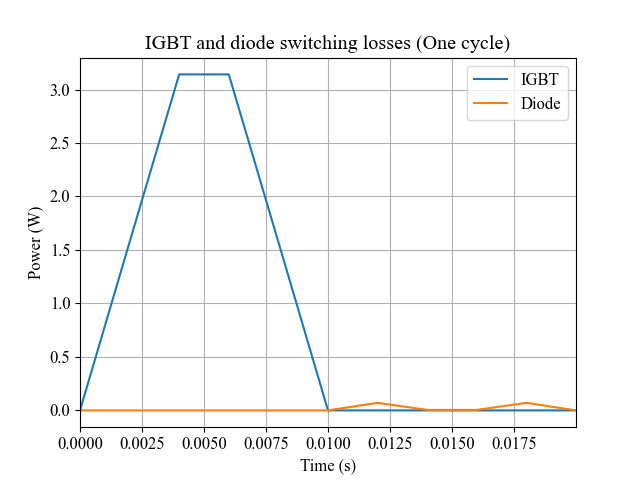 IGBT and diode switching losses (One cycle)
IGBT
Diode
Power (W)
3.0
2.5
2.0
1.5
1.0
0.5
0.0
0.0000 0.0025 0.0050 0.0075 0.0100 0.0125 0.0150 0.0175
Time (s)